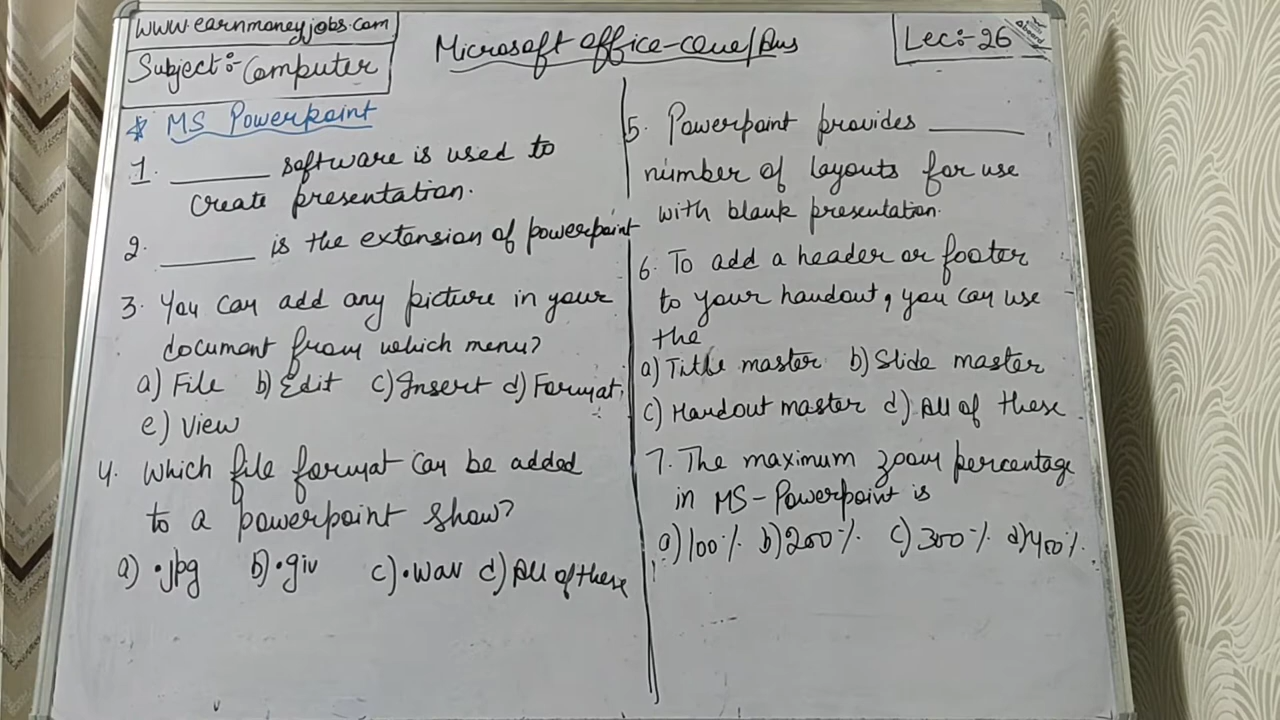 www.earnmoneyjobs.com
Subject:- Computer
Microsoft office-
Lec:- 26
* MS Powerpoint
1. ______ software is used to
create presentation.
2. ______ is the extansion of powerpoint
3. You can add any picture in your
document from which menu?
a) File b) Edit c) Insert d) Format,
e) View
4. Which file format can be added
to a powerpoint show?
a) .jpg b) .giv c) .wav d) All of these
5. Powerpoint provides ______
number of layouts for use
with blank presentation.
6. To add a header or footer
to your handout, you can use
the
a) Title master b) Slide master
c) Handout master d) All of these
7. The maximum zoom percentage
in MS-Powerpoint is
a) 100% b) 200% c) 300% d) 400%.